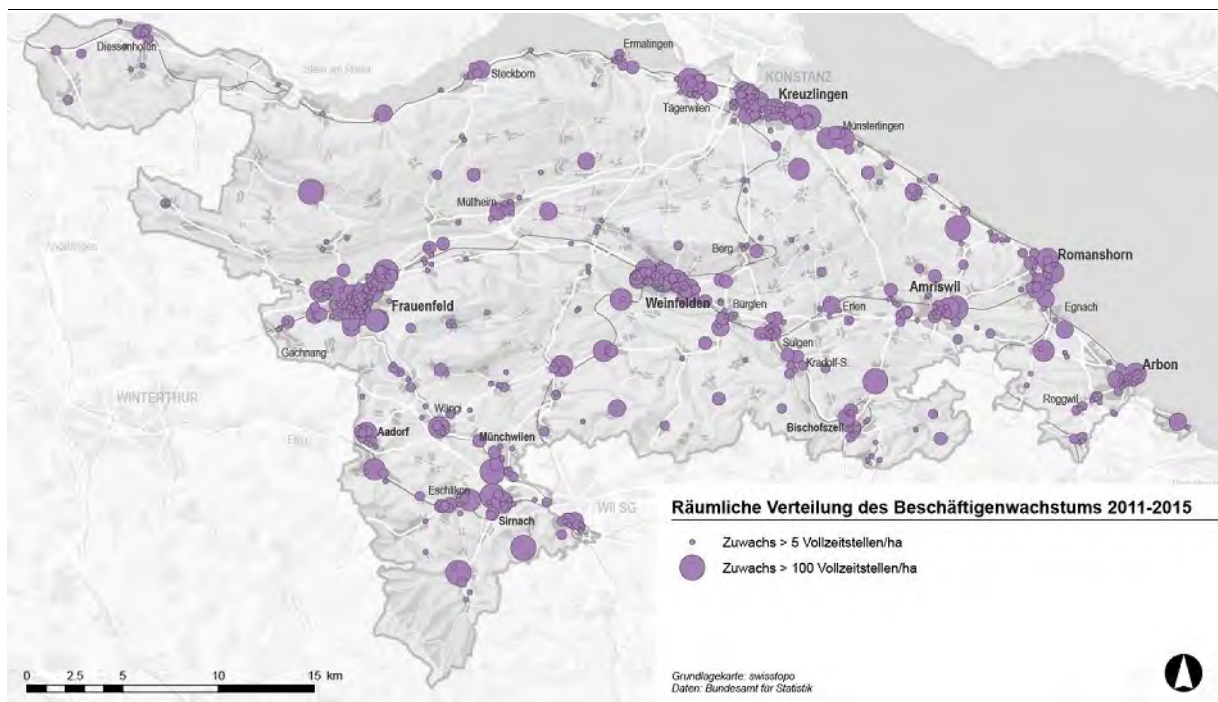 Diessenhofen
Stein am Rhein
Steckborn
Ermatingen
KONSTANZ
Kreuzlingen
Tägerwilen
Münsterlingen
Müllheim
Berg
Romanshorn
Amriswil
Frauenfeld
Weinfelden
Bürglen
Erlen
Egnach
Gachnang
Sulgen
Kradolf-S.
Arbon
Roggwil
WINTERTHUR
Wängi
Aadorf
Münchwilen
Bischofszell
Eschlikon
WIl SG
Sirnach
Räumliche Verteilung des Beschäftigenwachstums 2011-2015
Zuwachs > 5 Vollzeitstellen/ha
Zuwachs > 100 Vollzeitstellen/ha
0 2.5 5 10 15 km
Grundlagekarte: swisstopo
Daten: Bundesamt für Statistik